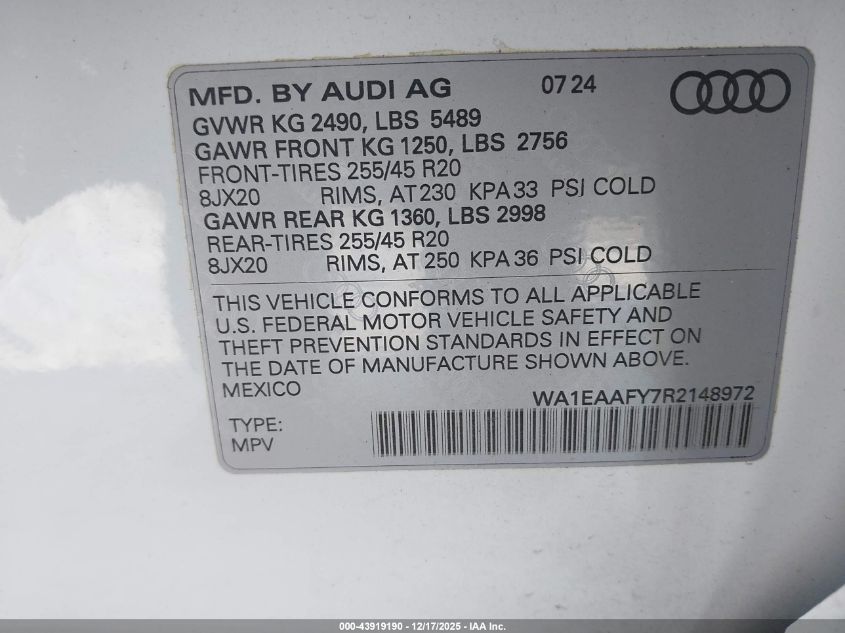 MFD. BY AUDI AG 07 24
GVWR KG 2490, LBS 5489
GAWR FRONT KG 1250, LBS 2756
FRONT-TIRES 255/45 R20
8JX20 RIMS, AT 230 KPA 33 PSI COLD
GAWR REAR KG 1360, LBS 2998
REAR-TIRES 255/45 R20
8JX20 RIMS, AT 250 KPA 36 PSI COLD
THIS VEHICLE CONFORMS TO ALL APPLICABLE
U.S. FEDERAL MOTOR VEHICLE SAFETY AND
THEFT PREVENTION STANDARDS IN EFFECT ON
THE DATE OF MANUFACTURE SHOWN ABOVE.
MEXICO
WA1EAAFY7R2148972
TYPE:
MPV
000-43919190 - 12/17/2025 - IAA Inc.